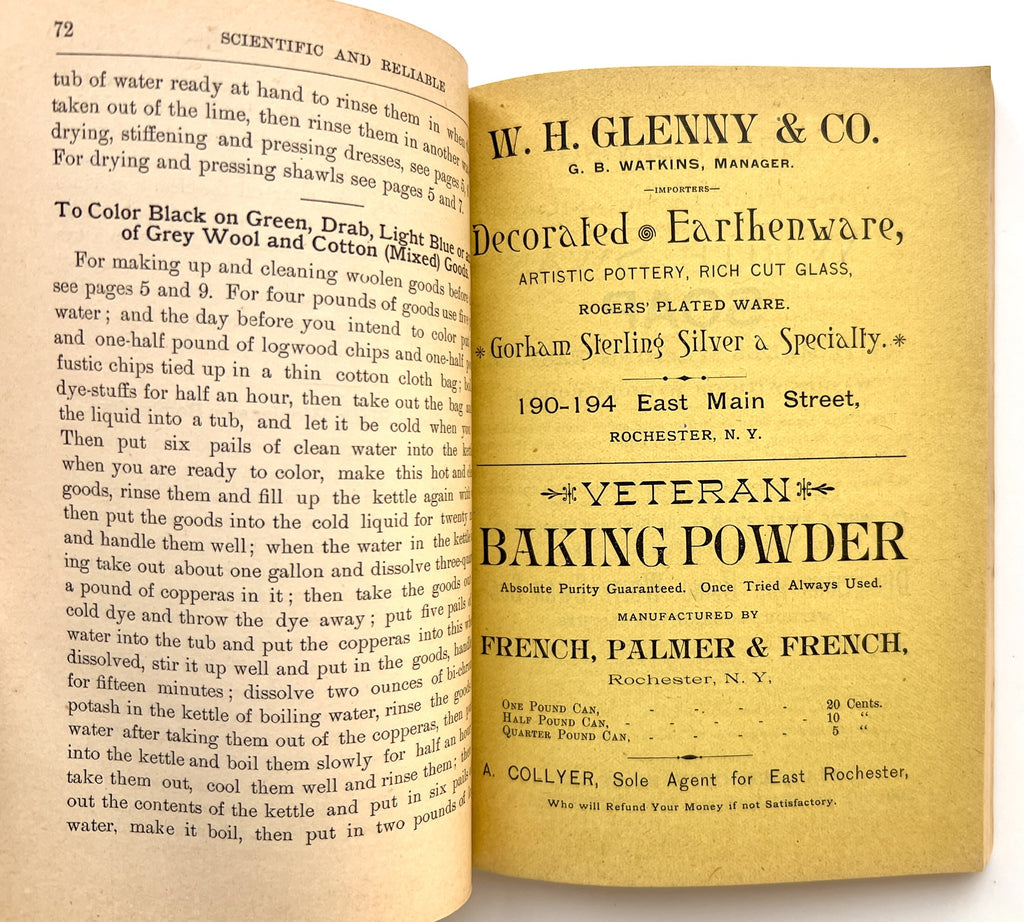 72
SCIENTIFIC AND RELIABLE
tub of water ready at hand to rinse them in when
taken out of the lime, then rinse them in another
drying, stiffening and pressing dresses, see pages 5,
For drying and pressing shawls see pages 5 and 7.
To Color Black on Green, Drab, Light Blue or
of Grey Wool and Cotton (Mixed) Goods.
For making up and cleaning woolen goods before
see pages 5 and 9. For four pounds of goods use five
water; and the day before you intend to color put
and one-half pound of logwood chips and one-half
fustic chips tied up in a thin cotton cloth bag;
dye-stuffs for half an hour, then take out the bag
the liquid into a tub, and let it be cold when
Then put six pails of clean water into the
when you are ready to color, make this hot and
goods, rinse them and fill up the kettle again with
then put the goods into the cold liquid for twenty
and handle them well; when the water in the kettle
ing take out about one gallon and dissolve
a pound of copperas in it; then take the goods
cold dye and throw the dye away; put five pails
water into the tub and put the copperas into this
dissolved, stir it up well and put in the goods,
for fifteen minutes; dissolve two ounces of
potash in the kettle of boiling water, rinse the
water after taking them out of the copperas, then
into the kettle and boil them slowly for half an hour
take them out, cool them well and rinse them;
out the contents of the kettle and put in six pails
water, make it boil, then put in two pounds of
W. H. GLENNY & CO.
G. B. WATKINS, MANAGER.
—IMPORTERS—
Decorated Earthenware,
ARTISTIC POTTERY, RICH CUT GLASS,
ROGERS' PLATED WARE.
* Gorham Sterling Silver a Specialty. *
190-194 East Main Street,
ROCHESTER, N. Y.
VETERAN
BAKING POWDER
Absolute Purity Guaranteed. Once Tried Always Used.
MANUFACTURED BY
FRENCH, PALMER & FRENCH,
Rochester, N. Y,
ONE POUND CAN, - - - - 20 Cents.
HALF POUND CAN, - - - - - 10 "
QUARTER POUND CAN, - - - - 5 "
A. COLLYER, Sole Agent for East Rochester,
Who will Refund Your Money if not Satisfactory.